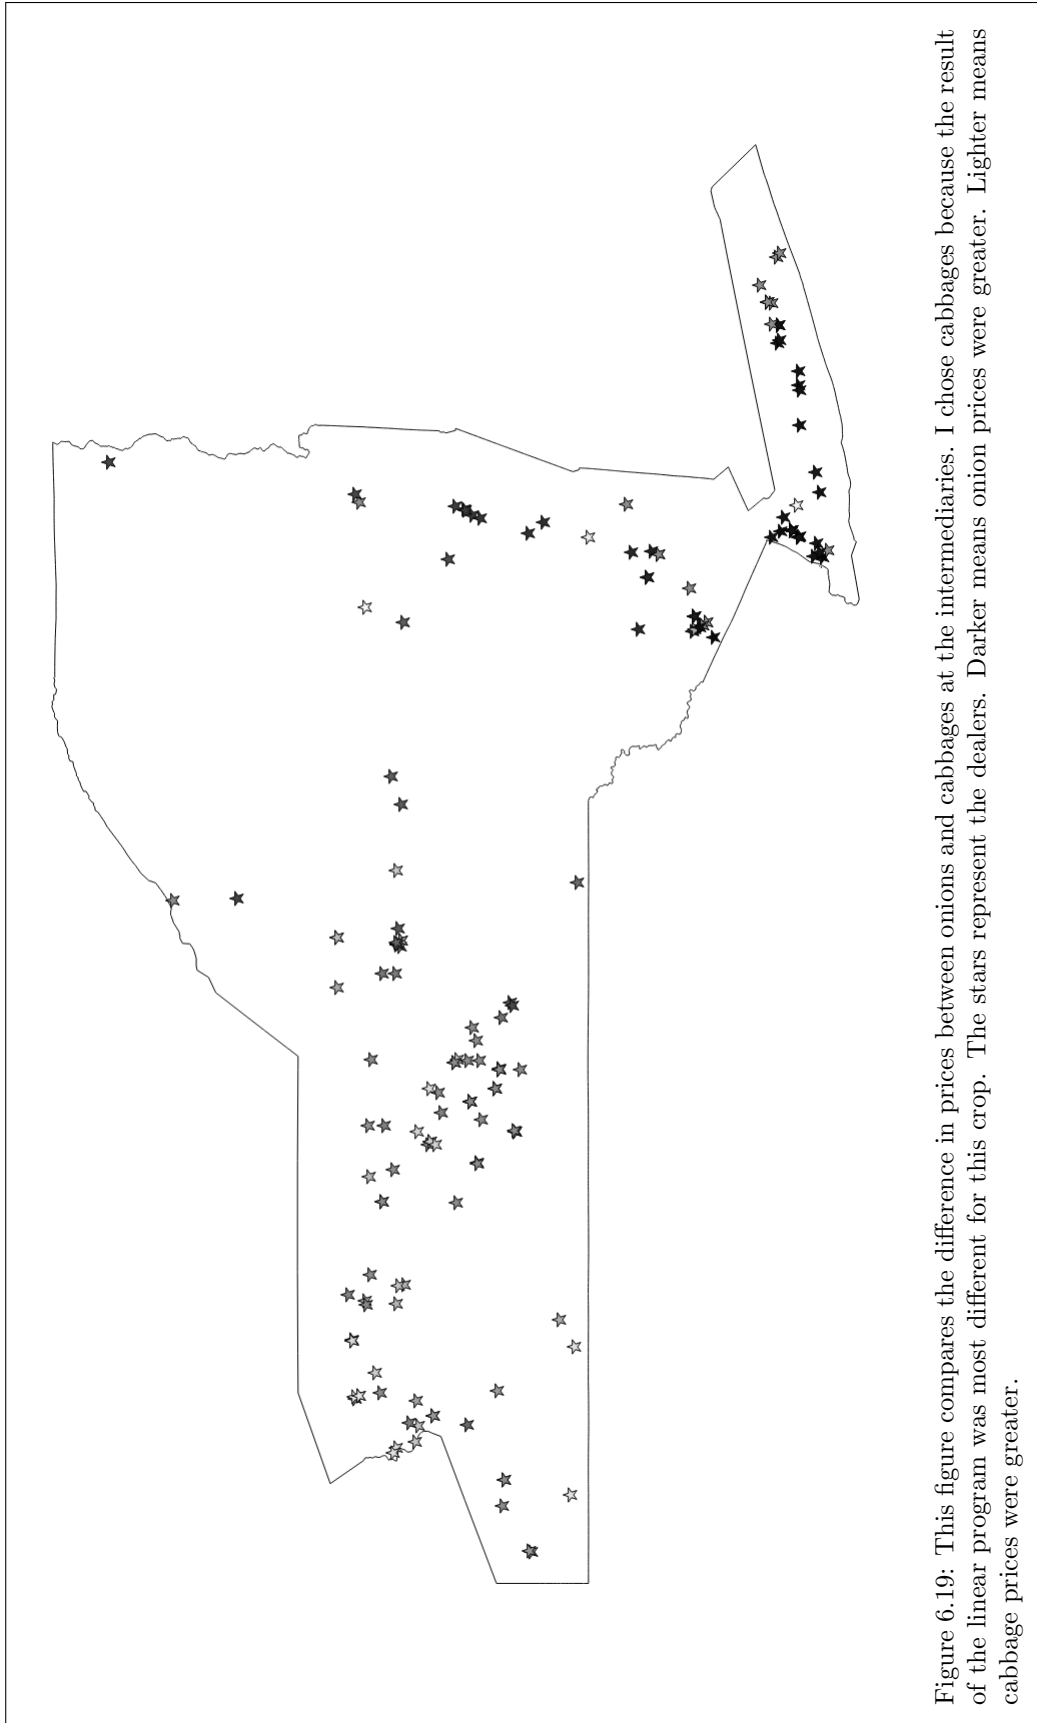 Figure 6.19: This figure compares the difference in prices between onions and cabbages at the intermediaries. I chose cabbages because the result
of the linear program was most different for this crop. The stars represent the dealers. Darker means onion prices were greater. Lighter means
cabbage prices were greater.